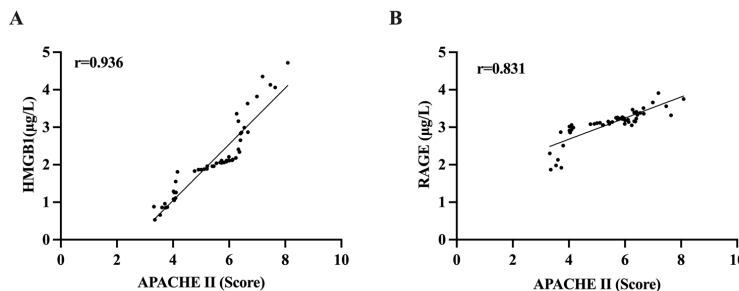 A
r=0.936
HMGB1(μg/L)
5
4
3
2
1
0
0 2 4 6 8 10
APACHE II (Score)
B
r=0.831
RAGE (μg/L)
5
4
3
2
1
0
0 2 4 6 8 10
APACHE II (Score)